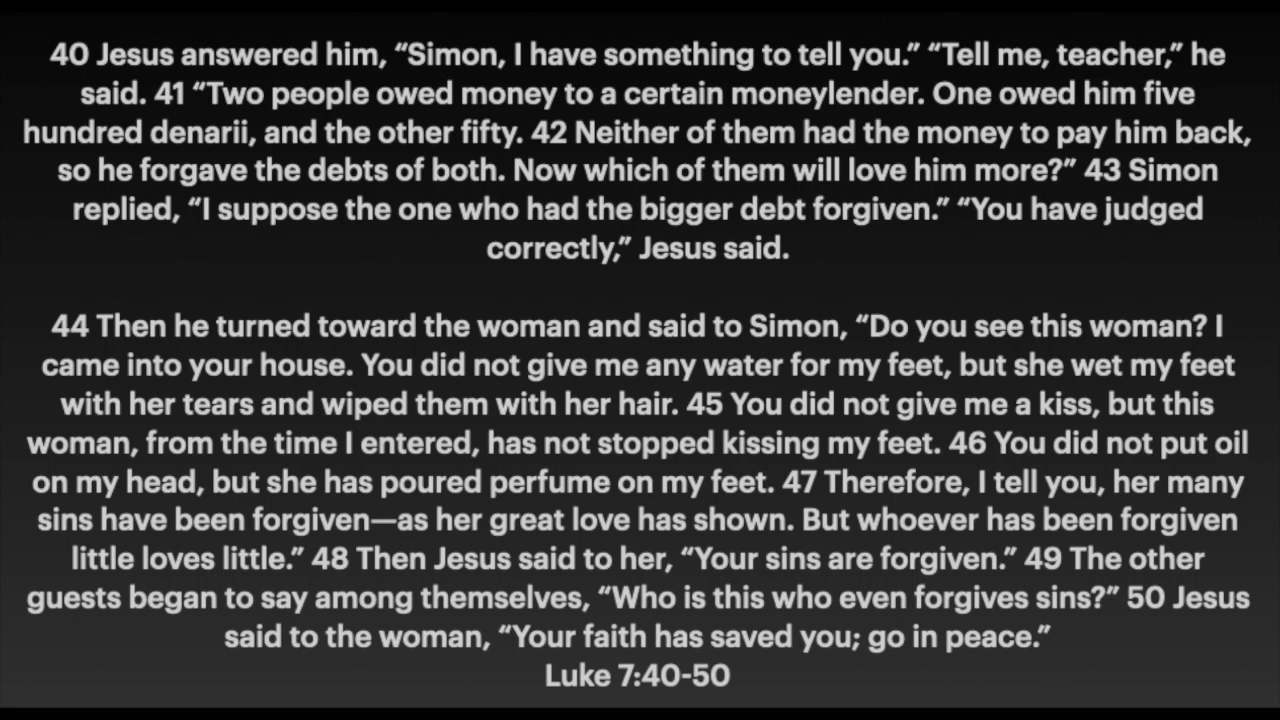 40 Jesus answered him, “Simon, I have something to tell you.” “Tell me, teacher,” he
said. 41 “Two people owed money to a certain moneylender. One owed him five
hundred denarii, and the other fifty. 42 Neither of them had the money to pay him back,
so he forgave the debts of both. Now which of them will love him more?” 43 Simon
replied, “I suppose the one who had the bigger debt forgiven.” “You have judged
correctly,” Jesus said.
44 Then he turned toward the woman and said to Simon, “Do you see this woman? I
came into your house. You did not give me any water for my feet, but she wet my feet
with her tears and wiped them with her hair. 45 You did not give me a kiss, but this
woman, from the time I entered, has not stopped kissing my feet. 46 You did not put oil
on my head, but she has poured perfume on my feet. 47 Therefore, I tell you, her many
sins have been forgiven—as her great love has shown. But whoever has been forgiven
little loves little.” 48 Then Jesus said to her, “Your sins are forgiven.” 49 The other
guests began to say among themselves, “Who is this who even forgives sins?” 50 Jesus
said to the woman, “Your faith has saved you; go in peace.”
Luke 7:40-50